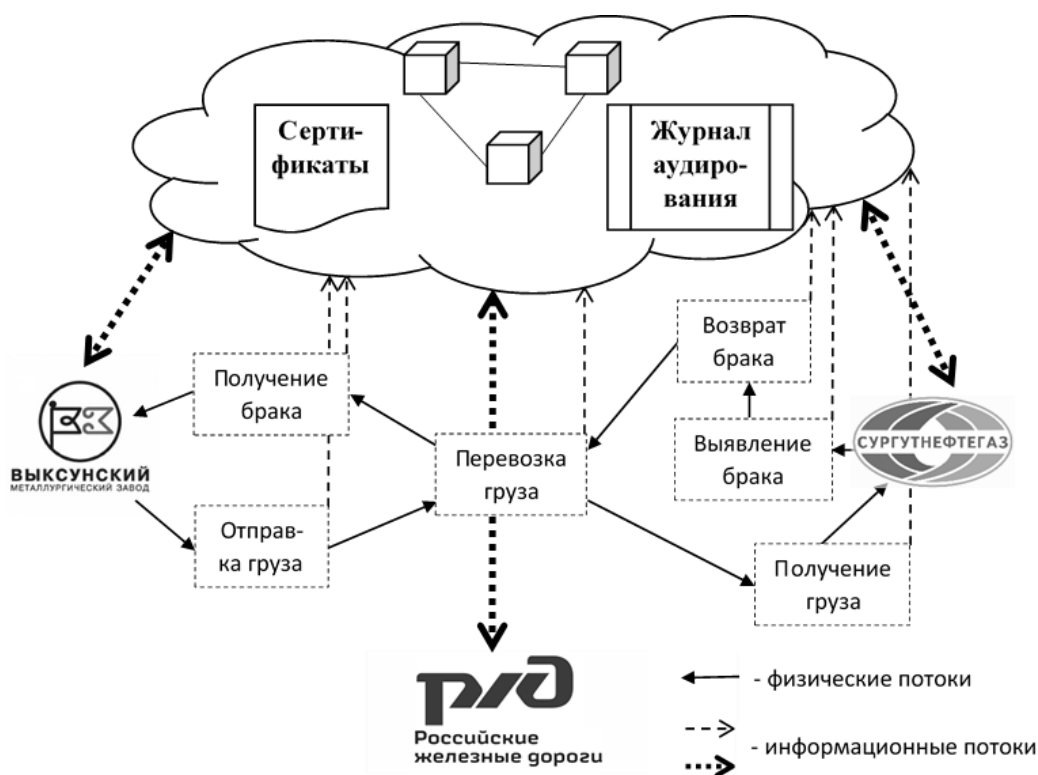 Серти-
фикаты
Журнал
аудиро-
вания
Возврат
брака
Получение
брака
ВЫКСУНСКИЙ
МЕТАЛЛУРГИЧЕСКИЙ ЗАВОД
Перевозка
груза
Выявление
брака
СУРГУТНЕФТЕГАЗ
Отправ-
ка груза
Получение
груза
ржд
Российские
железные дороги
- физические потоки
- информационные потоки